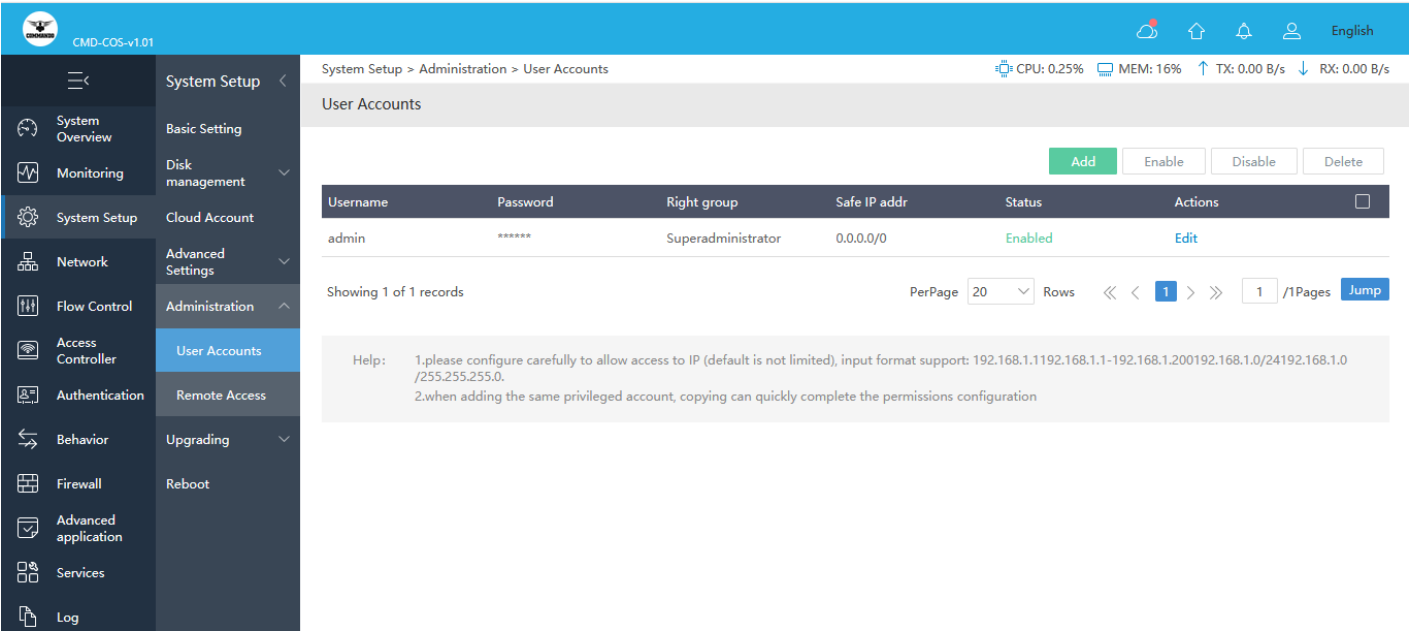 COMMANDO
CMD-COS-v1.01
English
System Setup
System Setup > Administration > User Accounts
CPU: 0.25% MEM: 16% TX: 0.00 B/s RX: 0.00 B/s
User Accounts
System
Overview
Monitoring
System Setup
Network
Flow Control
Access
Controller
Authentication
Behavior
Firewall
Advanced
application
Services
Log
Basic Setting
Disk
management
Cloud Account
Advanced
Settings
Administration
User Accounts
Remote Access
Upgrading
Reboot
Add Enable Disable Delete
Username Password Right group Safe IP addr Status Actions
admin ****** Superadministrator 0.0.0.0/0 Enabled Edit
Showing 1 of 1 records PerPage 20 Rows 1 1 /1Pages Jump
Help: 1.please configure carefully to allow access to IP (default is not limited), input format support: 192.168.1.1192.168.1.1-192.168.1.200192.168.1.0/24192.168.1.0
/255.255.255.0.
2.when adding the same privileged account, copying can quickly complete the permissions configuration